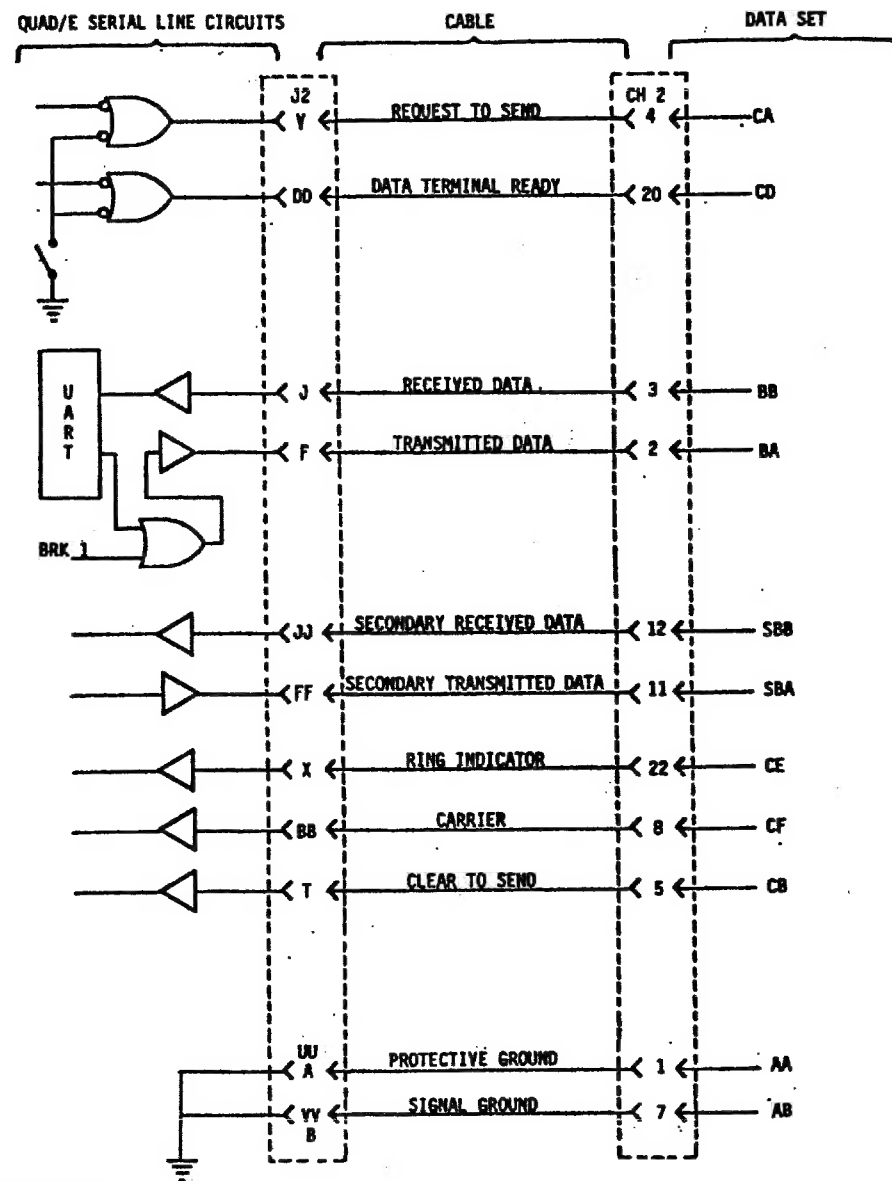 QUAD/E SERIAL LINE CIRCUITS CABLE DATA SET
J2 CH 2
Y REQUEST TO SEND 4 CA
DD DATA TERMINAL READY 20 CD
UART
J RECEIVED DATA 3 BB
F TRANSMITTED DATA 2 BA
BRK 1
JJ SECONDARY RECEIVED DATA 12 SBB
FF SECONDARY TRANSMITTED DATA 11 SBA
X RING INDICATOR 22 CE
BB CARRIER 8 CF
T CLEAR TO SEND 5 CB
UU
A PROTECTIVE GROUND 1 AA
VV SIGNAL GROUND 7 AB
B